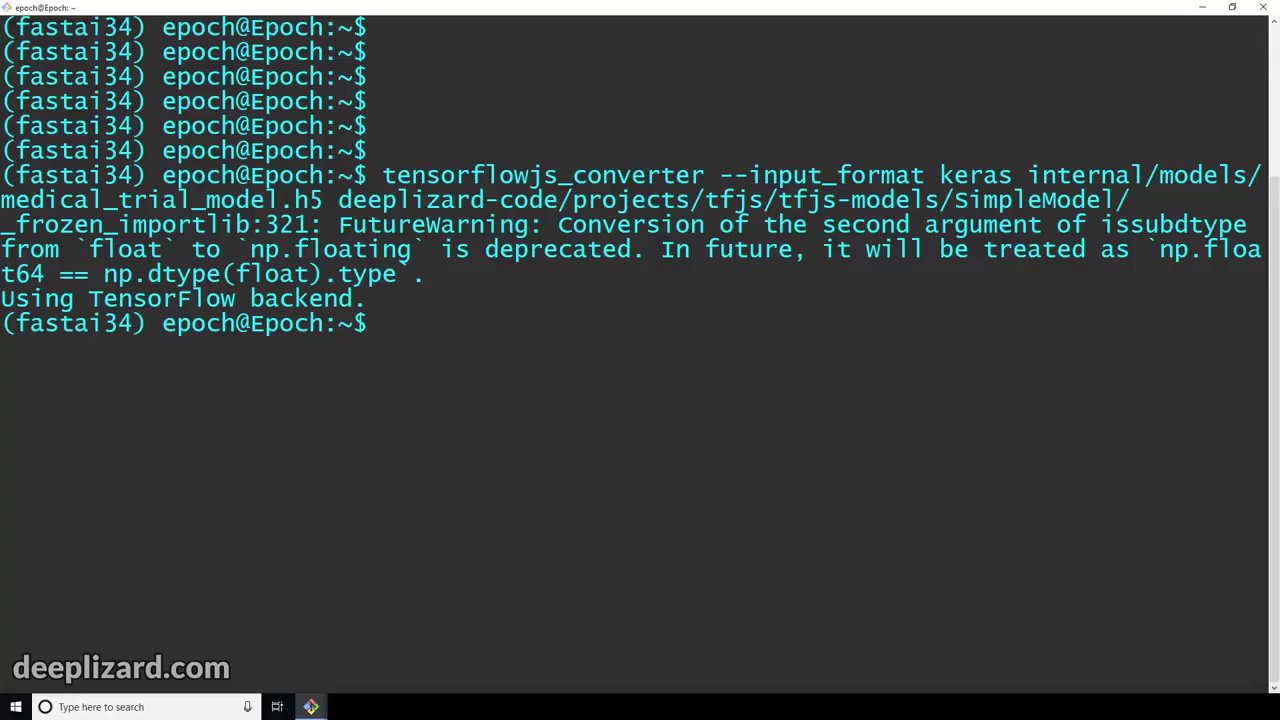 epoch@Epoch: ~
(fastai34) epoch@Epoch:~$
(fastai34) epoch@Epoch:~$
(fastai34) epoch@Epoch:~$
(fastai34) epoch@Epoch:~$
(fastai34) epoch@Epoch:~$
(fastai34) epoch@Epoch:~$
(fastai34) epoch@Epoch:~$ tensorflowjs_converter --input_format keras internal/models/
medical_trial_model.h5 deeplizard-code/projects/tfjs/tfjs-models/SimpleModel/
_frozen_importlib:321: FutureWarning: Conversion of the second argument of issubdtype
from `float` to `np.floating` is deprecated. In future, it will be treated as `np.floa
t64 == np.dtype(float).type`.
Using TensorFlow backend.
(fastai34) epoch@Epoch:~$
deeplizard.com
Type here to search